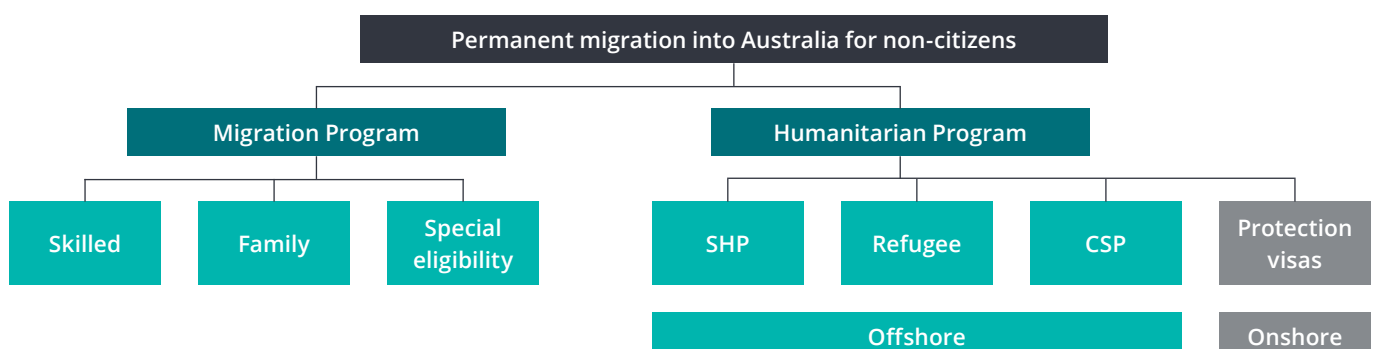 Permanent migration into Australia for non-citizens
Migration Program
Humanitarian Program
Skilled
Family
Special
eligibility
SHP
Refugee
CSP
Protection
visas
Offshore
Onshore